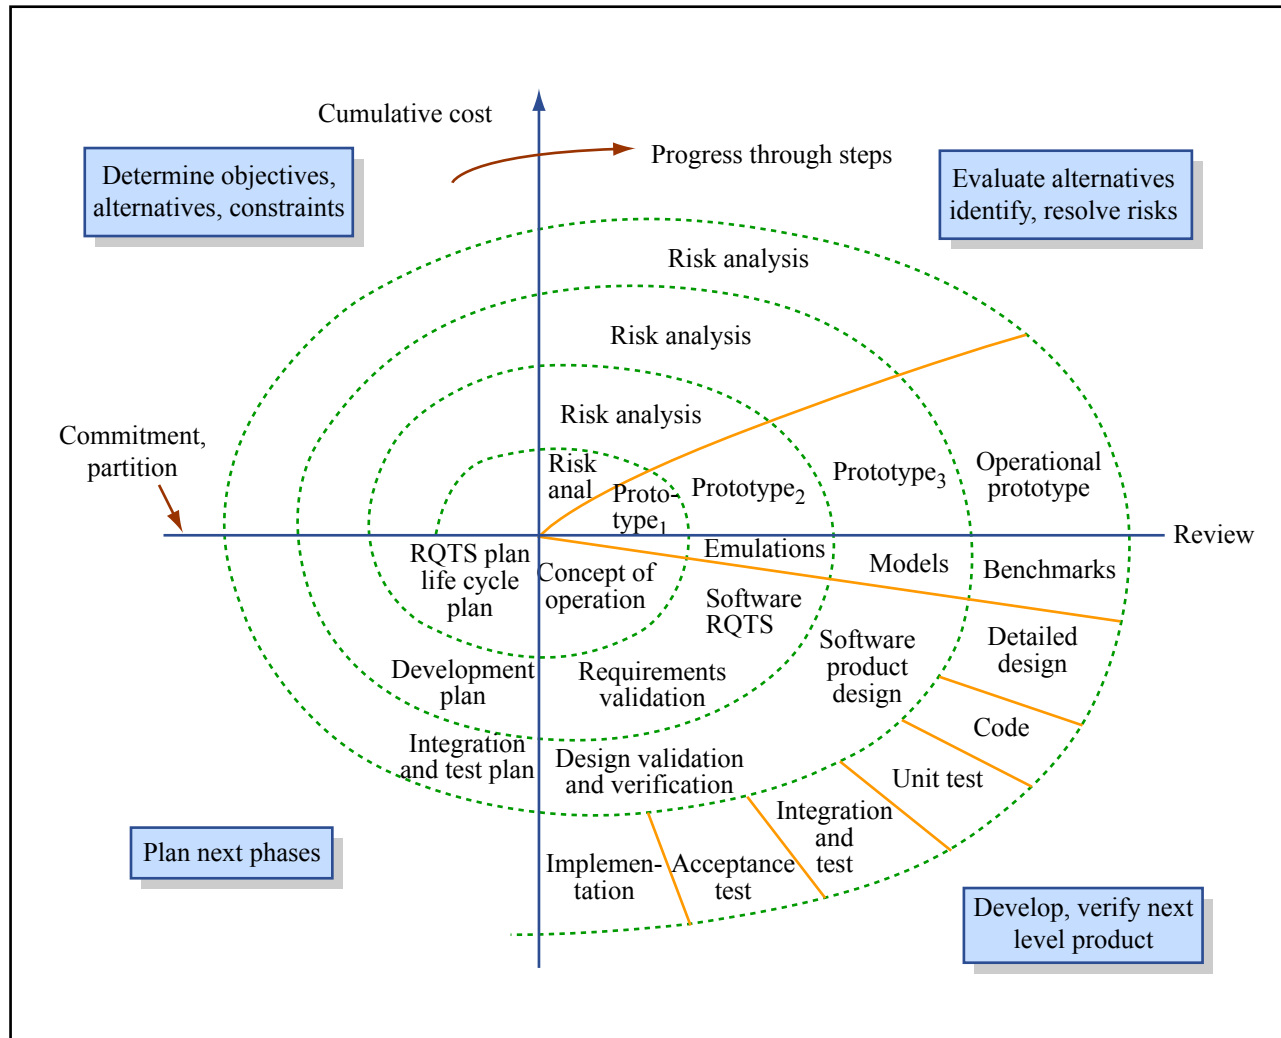 Cumulative cost
Progress through steps
Determine objectives,
alternatives, constraints
Evaluate alternatives
identify, resolve risks
Risk analysis
Risk analysis
Risk analysis
Risk
anal
Proto-
type1
Prototype2
Prototype3
Operational
prototype
Commitment,
partition
Review
RQTS plan
life cycle
plan
Concept of
operation
Emulations
Models
Benchmarks
Software
RQTS
Software
product
design
Detailed
design
Development
plan
Requirements
validation
Code
Integration
and test plan
Design validation
and verification
Unit test
Integration
and
test
Acceptance
test
Implemen-
tation
Plan next phases
Develop, verify next
level product